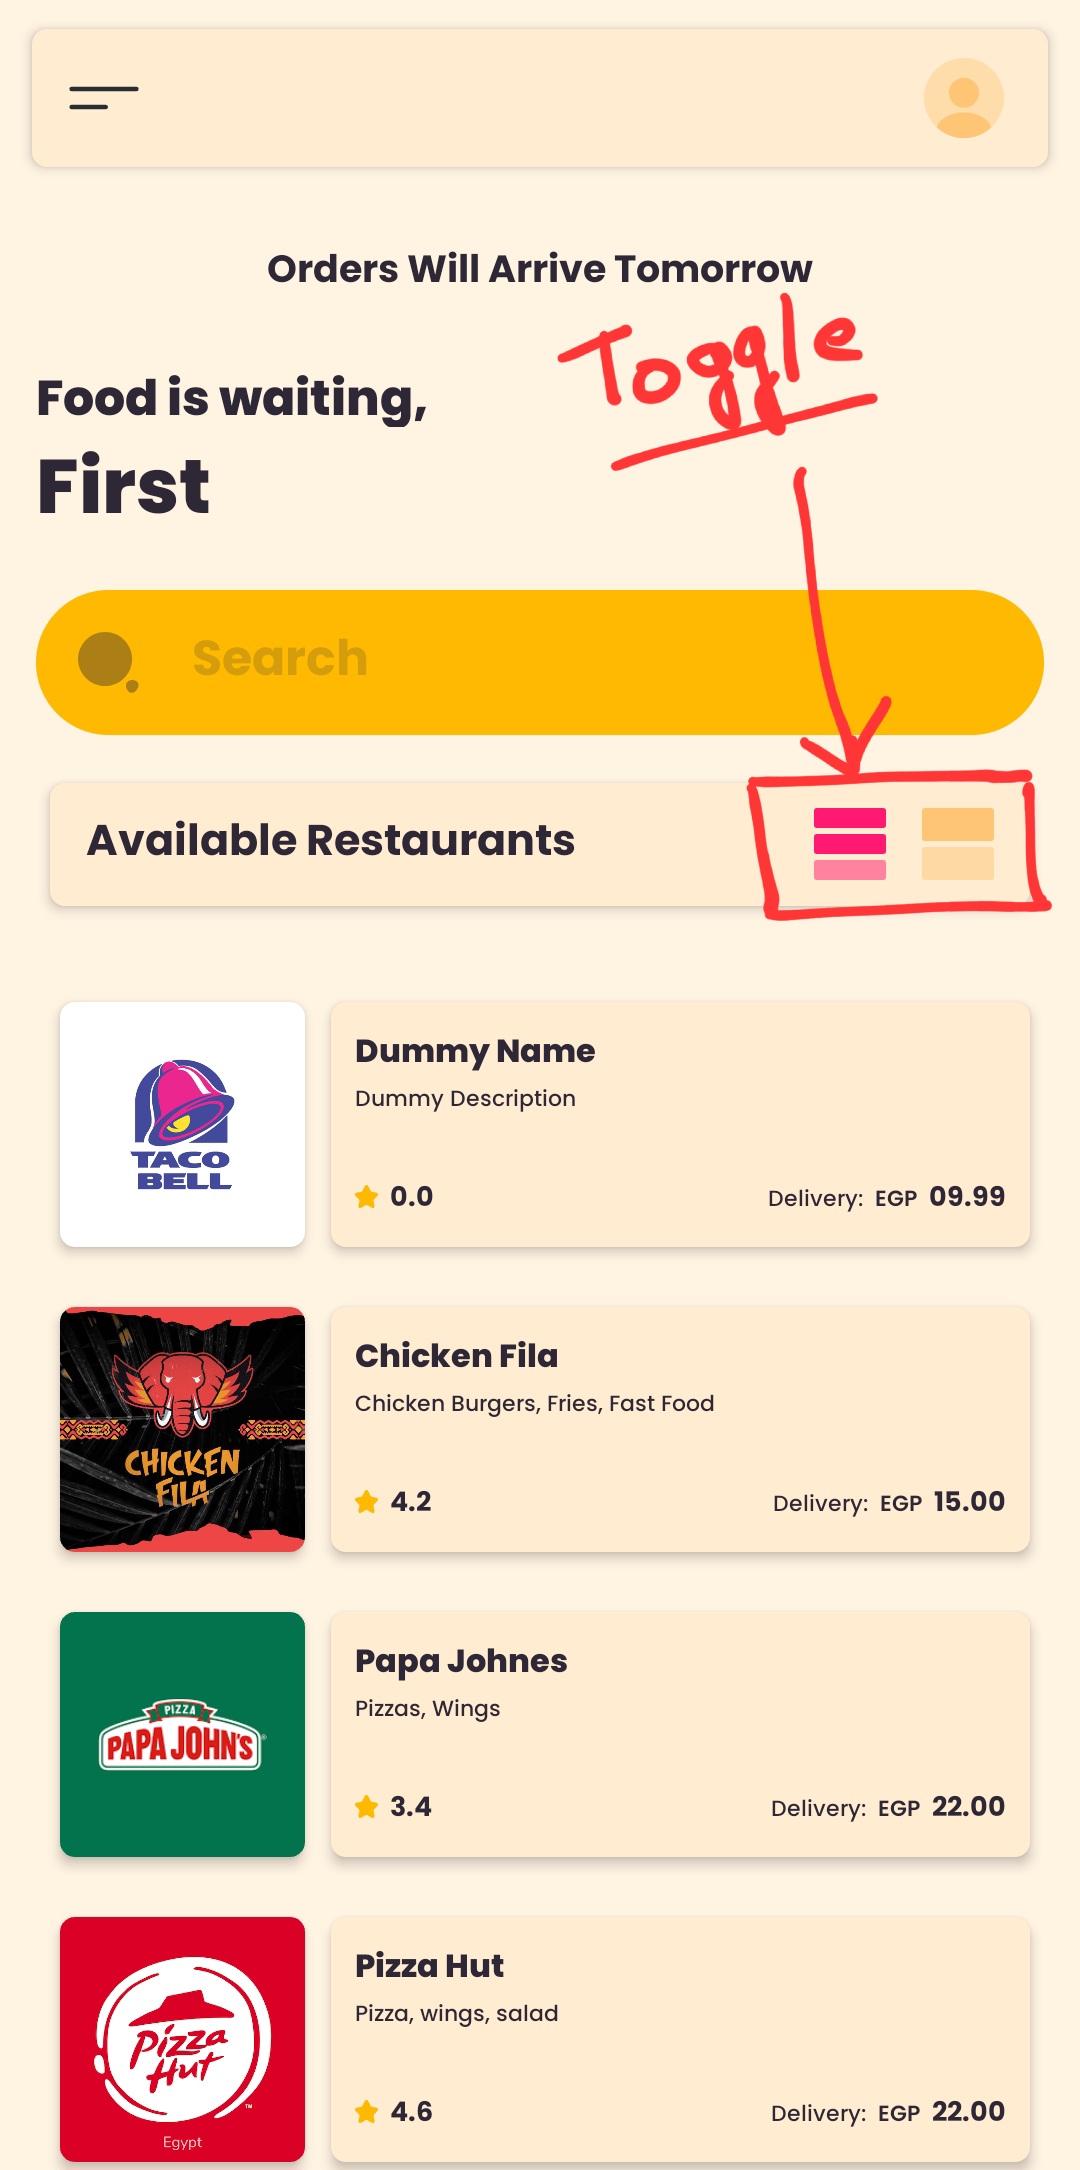 Orders Will Arrive Tomorrow
Toggle
Food is waiting,
First
Search
Available Restaurants
TACO
BELL
Dummy Name
Dummy Description
0.0
Delivery: EGP 09.99
CHICKEN
FILA
Chicken Fila
Chicken Burgers, Fries, Fast Food
4.2
Delivery: EGP 15.00
PIZZA
PAPA JOHN'S
Papa Johnes
Pizzas, Wings
3.4
Delivery: EGP 22.00
Pizza
Hut
TM
Egypt
Pizza Hut
Pizza, wings, salad
4.6
Delivery: EGP 22.00